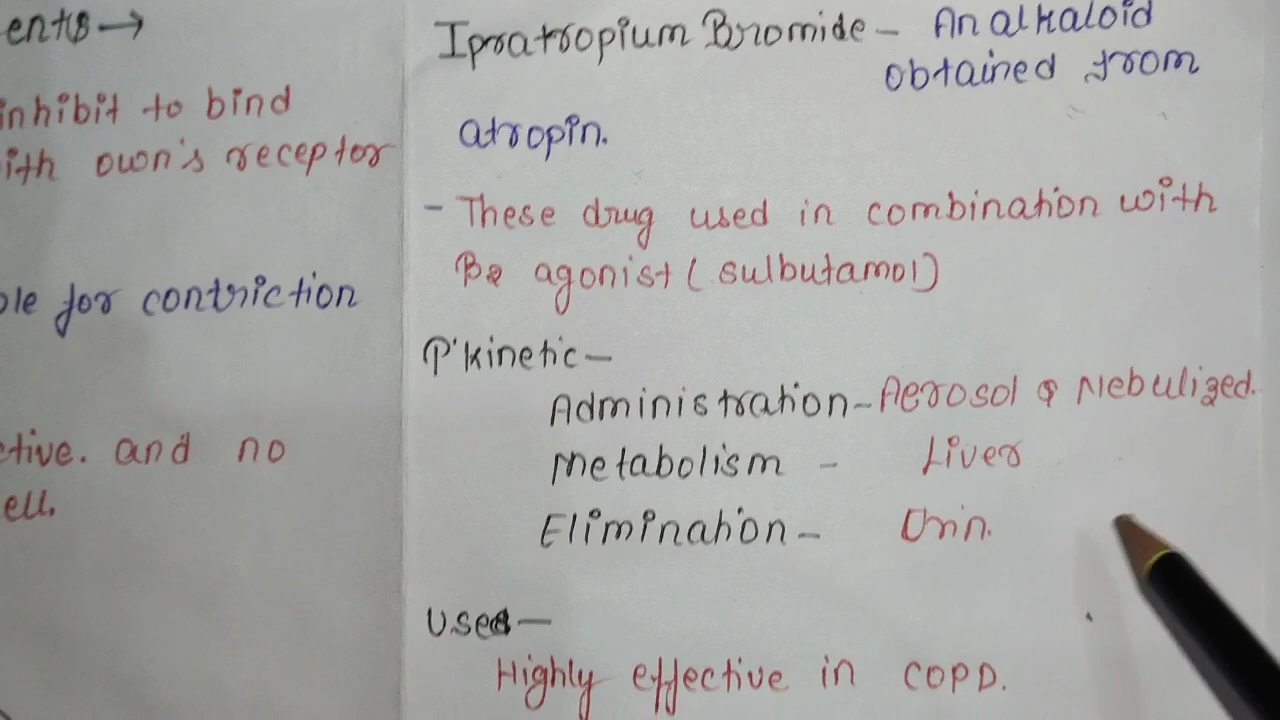 ents→
inhibit to bind
ith own's receptor
ole for contriction
ctive. and no
ell.
Ipratropium Bromide - An alkaloid
obtained from
atropin.
- These drug used in combination with
B2 agonist (sulbutamol)
P'kinetic-
Administration - Aerosol & Nebulized.
Metabolism - Liver
Elimination - Urin.
Uses-
Highly effective in COPD.